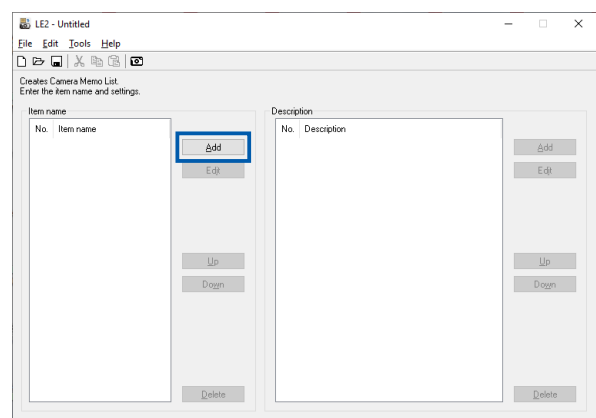 LE2 - Untitled
File Edit Tools Help
Creates Camera Memo List.
Enter the item name and settings.
Item name
No. Item name
Add
Edit
Up
Down
Delete
Description
No. Description
Add
Edit
Up
Down
Delete